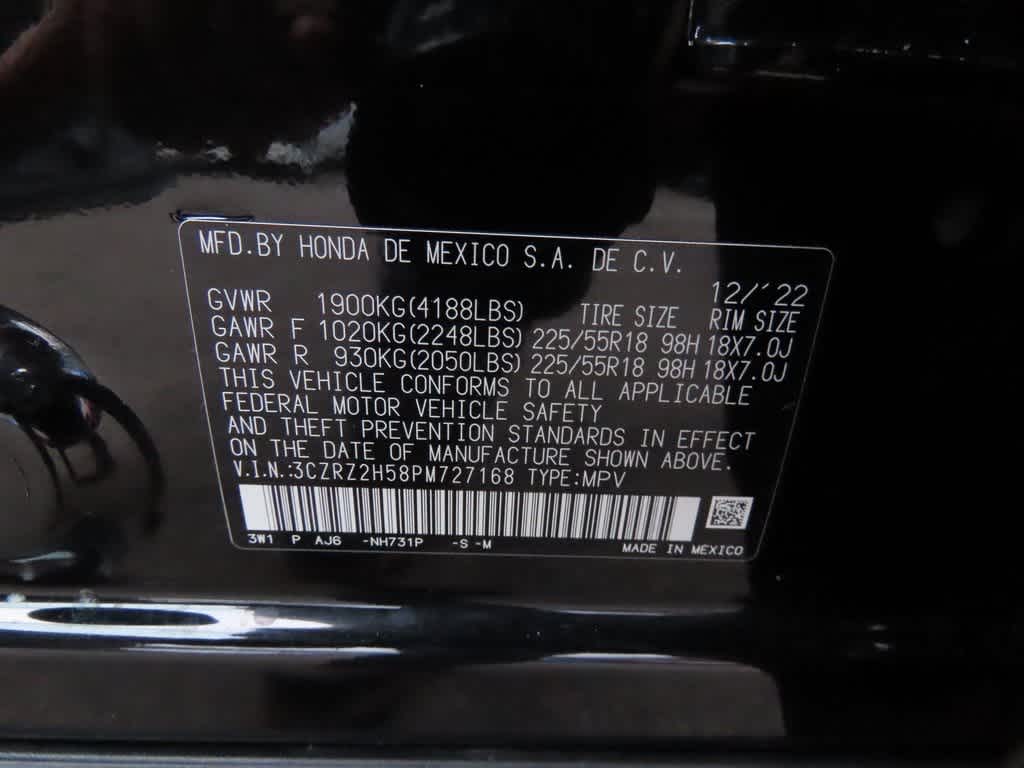 MFD.BY HONDA DE MEXICO S.A. DE C.V.
12/'22
GVWR 1900KG(4188LBS) TIRE SIZE RIM SIZE
GAWR F 1020KG(2248LBS) 225/55R18 98H 18X7.0J
GAWR R 930KG(2050LBS) 225/55R18 98H 18X7.0J
THIS VEHICLE CONFORMS TO ALL APPLICABLE
FEDERAL MOTOR VEHICLE SAFETY
AND THEFT PREVENTION STANDARDS IN EFFECT
ON THE DATE OF MANUFACTURE SHOWN ABOVE.
V.I.N.:3CZRZ2H58PM727168 TYPE:MPV
3W1 P AJ6 -NH731P -S -M MADE IN MEXICO